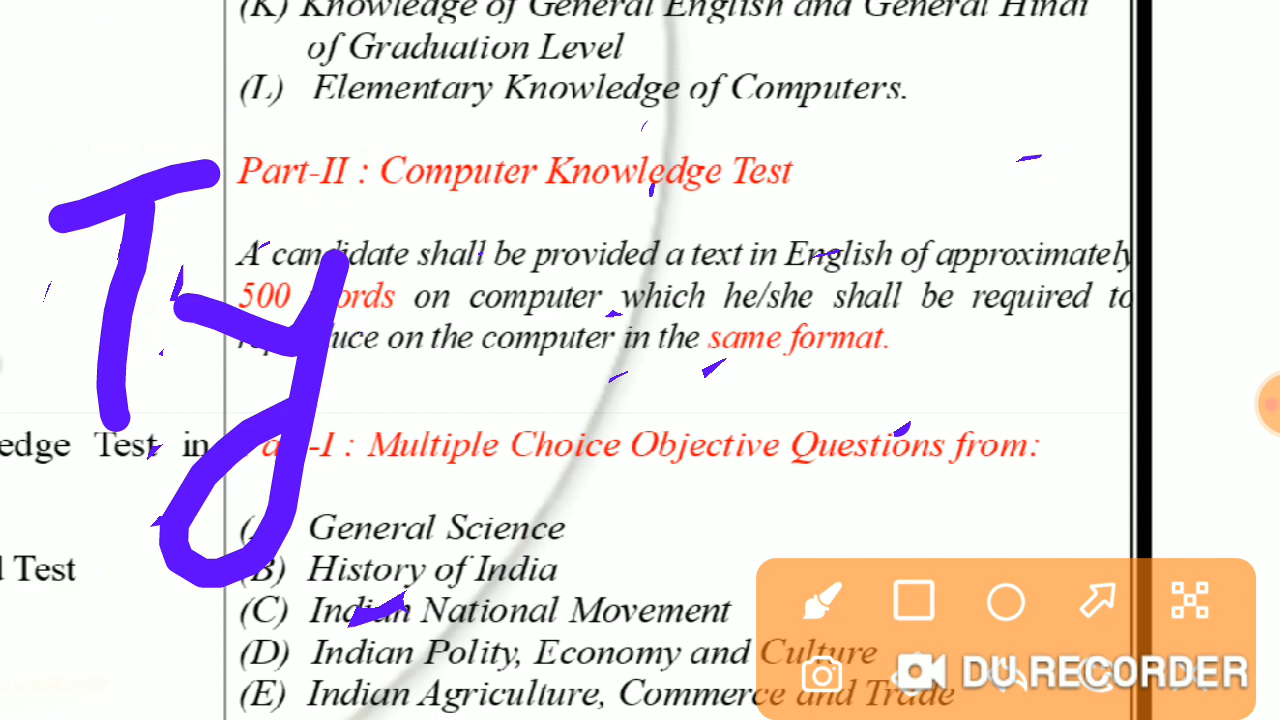 (K) Knowledge of General English and General Hindi
of Graduation Level
(L) Elementary Knowledge of Computers.
Part-II : Computer Knowledge Test
A candidate shall be provided a text in English of approximately
500 words on computer which he/she shall be required to
reproduce on the computer in the same format.
Ty
edge Test in
Part-I : Multiple Choice Objective Questions from:
(A) General Science
d Test
(B) History of India
(C) Indian National Movement
(D) Indian Polity, Economy and Culture
(E) Indian Agriculture, Commerce and Trade
DU RECORDER